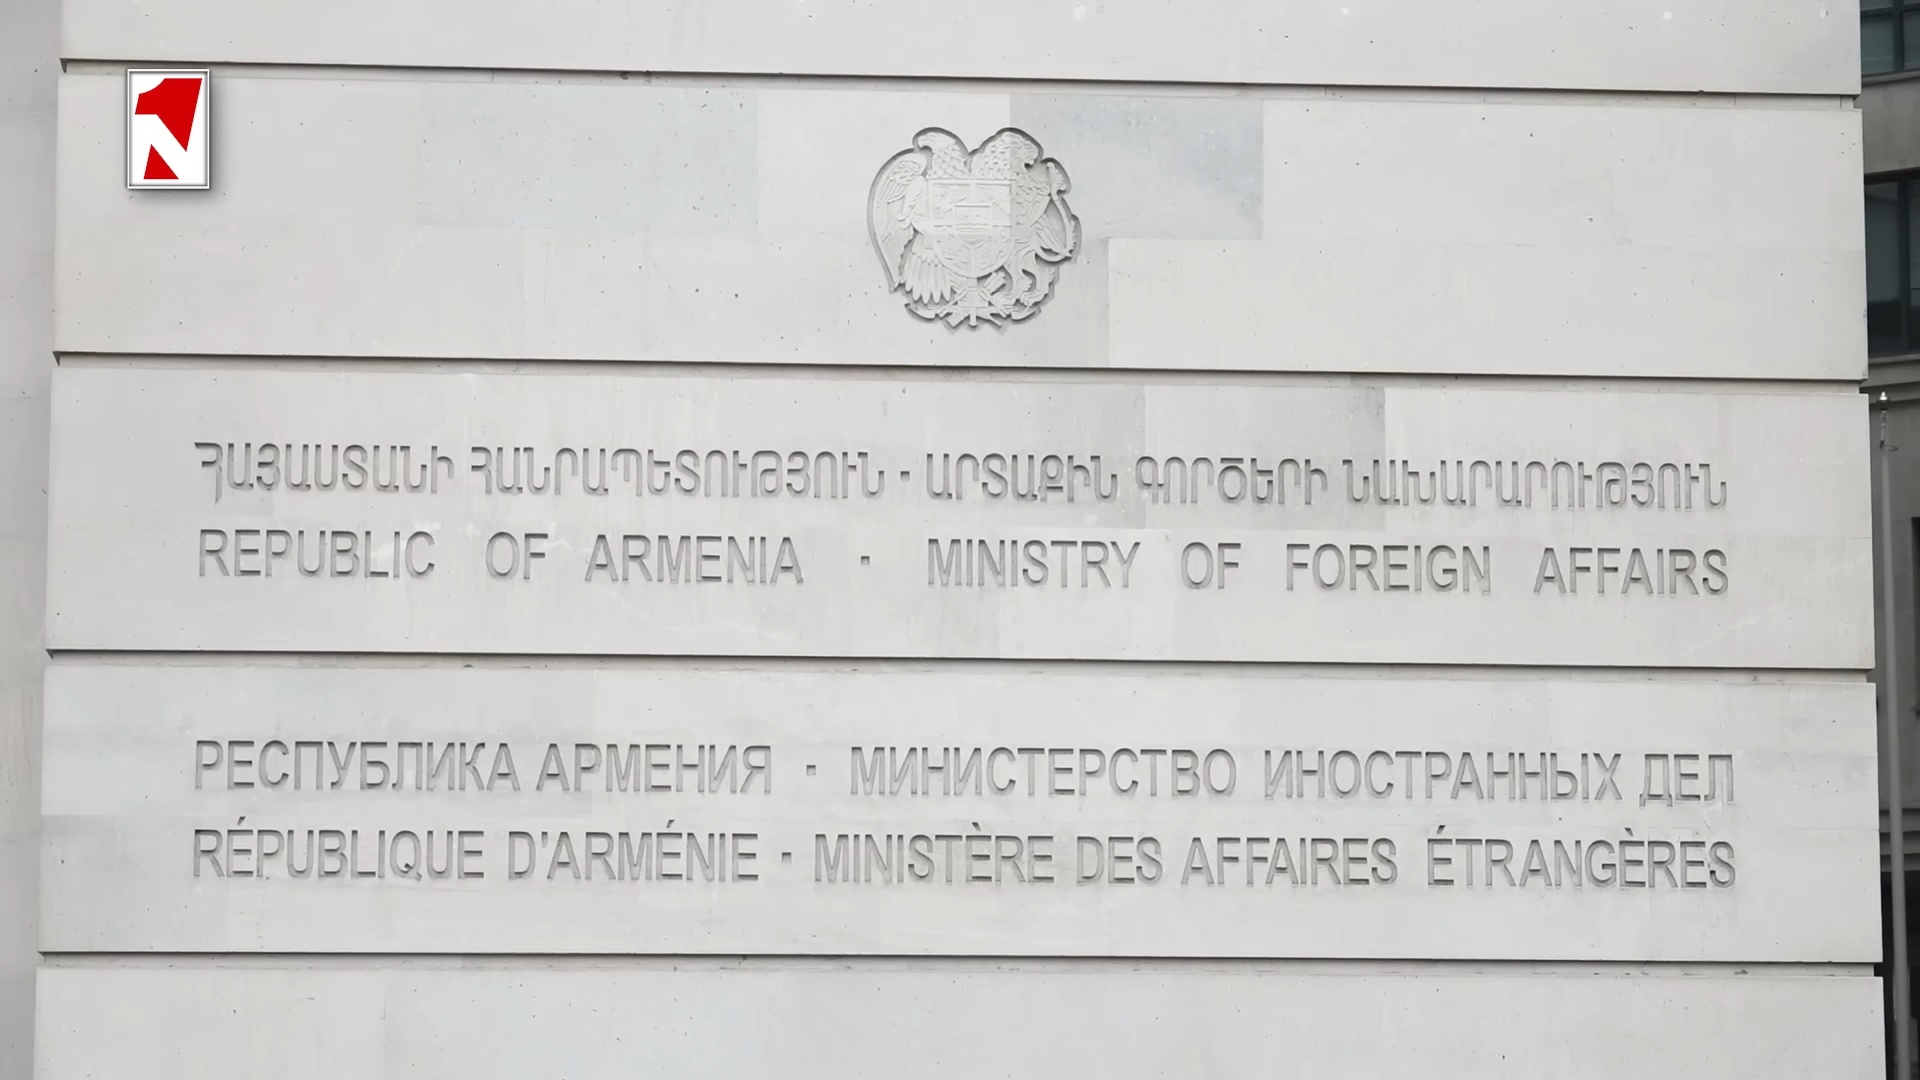 1N
ՀԱՅԱՍՏԱՆԻ ՀԱՆՐԱՊԵՏՈՒԹՅՈՒՆ · ԱՐՏԱՔԻՆ ԳՈՐԾԵՐԻ ՆԱԽԱՐԱՐՈՒԹՅՈՒՆ
REPUBLIC OF ARMENIA · MINISTRY OF FOREIGN AFFAIRS
РЕСПУБЛИКА АРМЕНИЯ · МИНИСТЕРСТВО ИНОСТРАННЫХ ДЕЛ
RÉPUBLIQUE D'ARMÉNIE · MINISTÈRE DES AFFAIRES ÉTRANGÈRES